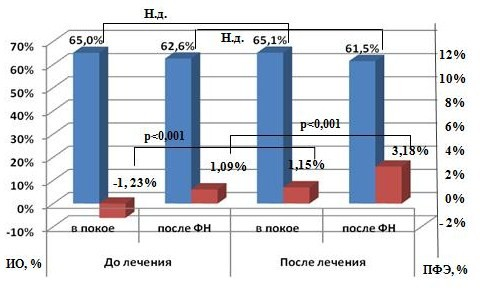 Н.д.
65,0% 62,6% 65,1% 61,5%
Н.д.
70%
60%
50%
40%
30%
20%
10%
0%
-10%
12%
10%
8%
6%
4%
2%
0%
- 2%
p<0,001
p<0,001
-1, 23% 1,09% 1,15% 3,18%
в покое после ФН в покое после ФН
ИО, % До лечения После лечения ПФЭ, %